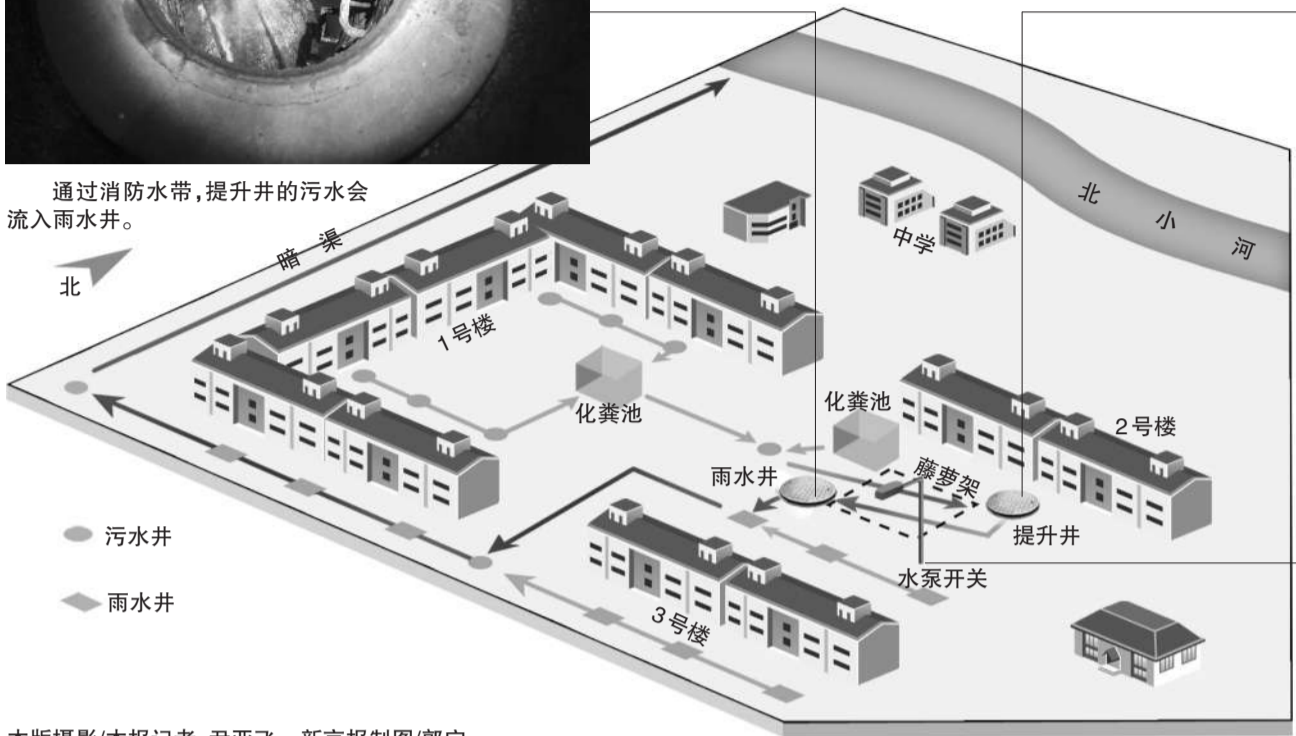 通过消防水带,提升井的污水会
流入雨水井。
北
暗渠
北小河
中学
1号楼
化粪池
化粪池
2号楼
雨水井
藤萝架
提升井
水泵开关
3号楼
污水井
雨水井